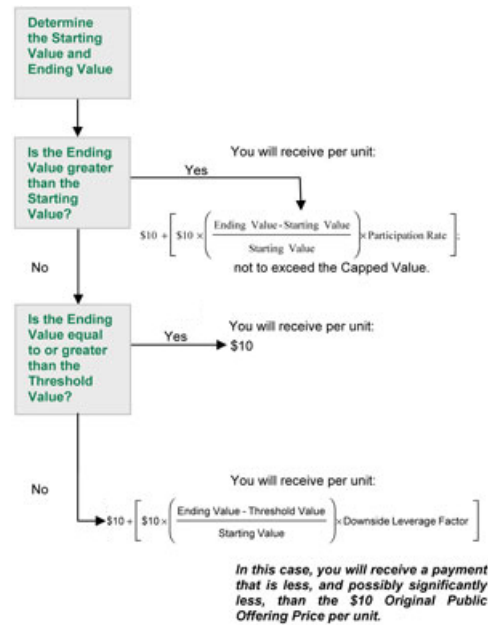 Determine
the Starting
Value and
Ending Value
Is the Ending
Value greater
than the
Starting
Value?
Yes
You will receive per unit:
$10 + [ $10 × ( Ending Value - Starting Value / Starting Value ) × Participation Rate ];
not to exceed the Capped Value.
No
Is the Ending
Value equal
to or greater
than the
Threshold
Value?
Yes
You will receive per unit:
$10
No
You will receive per unit:
$10 + [ $10 × ( Ending Value - Threshold Value / Starting Value ) × Downside Leverage Factor ]
In this case, you will receive a payment
that is less, and possibly significantly
less, than the $10 Original Public
Offering Price per unit.